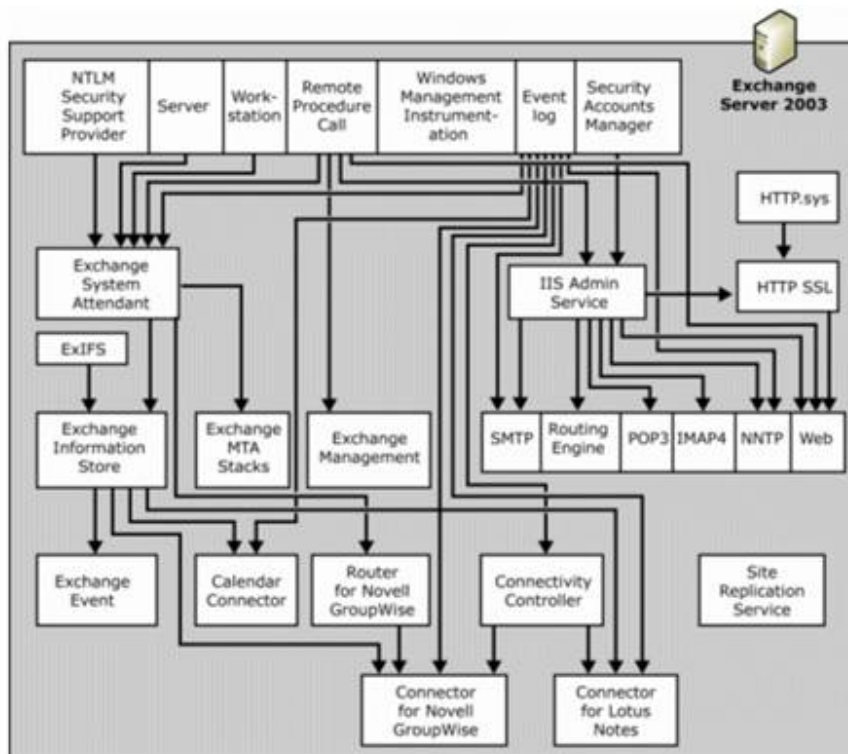 Exchange
Server 2003
NTLM
Security
Support
Provider
Server
Work-
station
Remote
Procedure
Call
Windows
Management
Instrument-
ation
Event
log
Security
Accounts
Manager
HTTP.sys
Exchange
System
Attendant
IIS Admin
Service
HTTP SSL
ExIFS
Exchange
Information
Store
Exchange
MTA
Stacks
Exchange
Management
SMTP
Routing
Engine
POP3
IMAP4
NNTP
Web
Exchange
Event
Calendar
Connector
Router
for Novell
GroupWise
Connectivity
Controller
Site
Replication
Service
Connector
for Novell
GroupWise
Connector
for Lotus
Notes